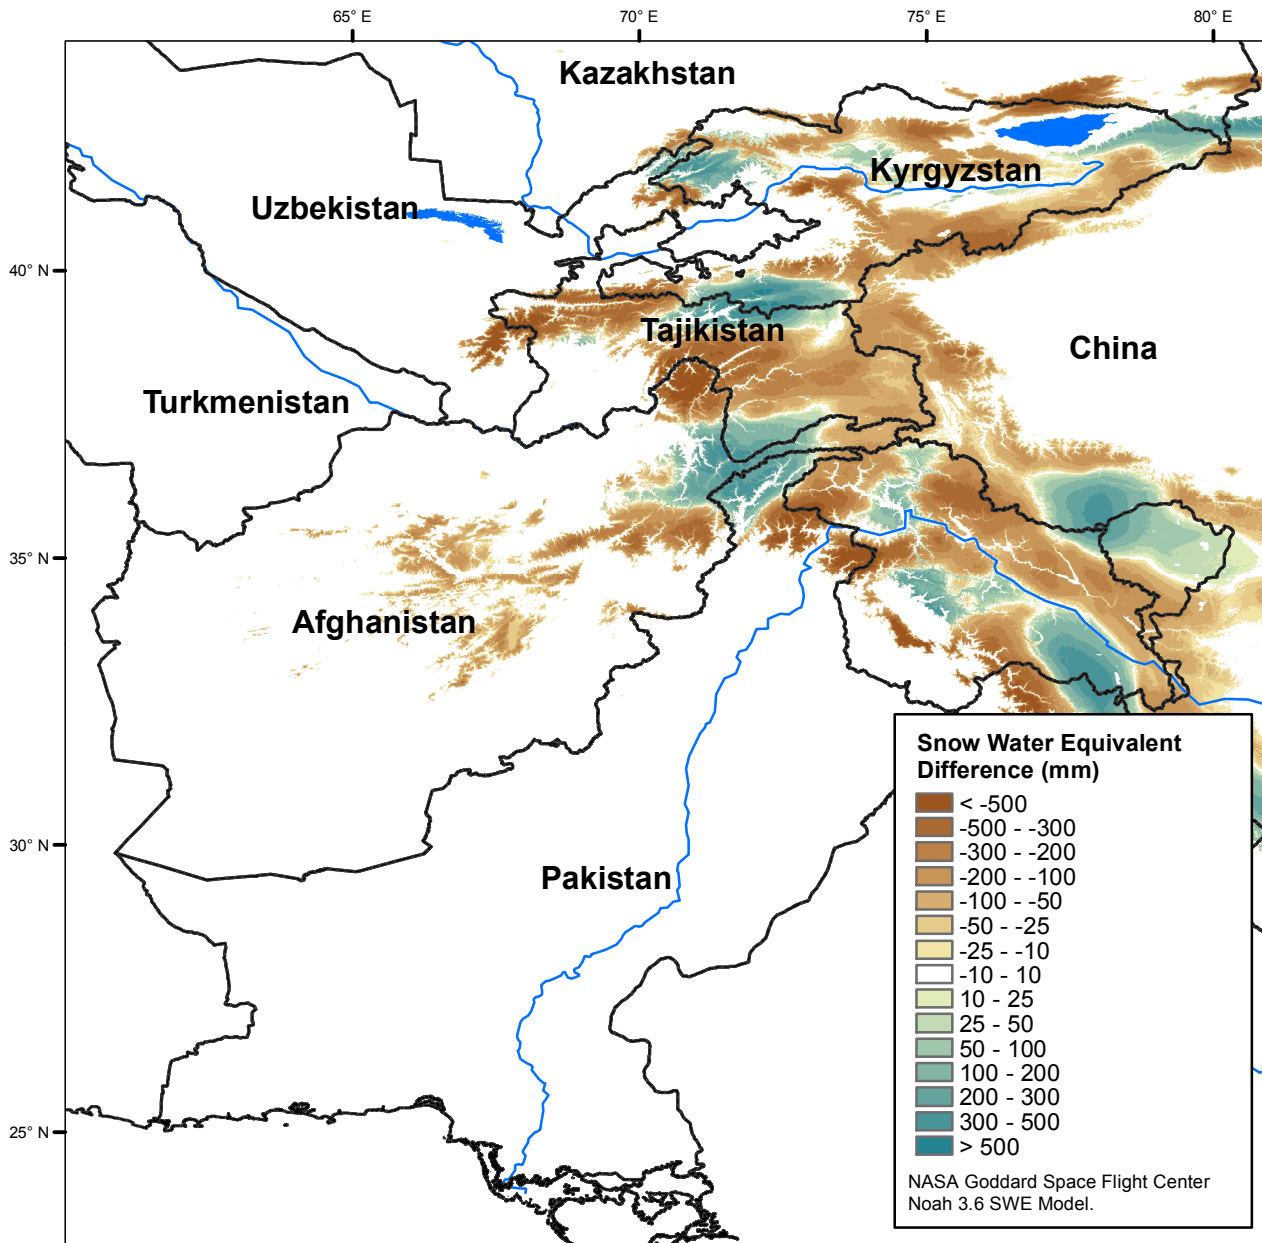 65° E
70° E
75° E
80° E
Kazakhstan
Kyrgyzstan
Uzbekistan
40° N
Tajikistan
China
Turkmenistan
35° N
Afghanistan
Snow Water Equivalent
Difference (mm)
< -500
-500 - -300
-300 - -200
-200 - -100
-100 - -50
-50 - -25
-25 - -10
-10 - 10
10 - 25
25 - 50
50 - 100
100 - 200
200 - 300
300 - 500
> 500
NASA Goddard Space Flight Center
Noah 3.6 SWE Model.
30° N
Pakistan
25° N